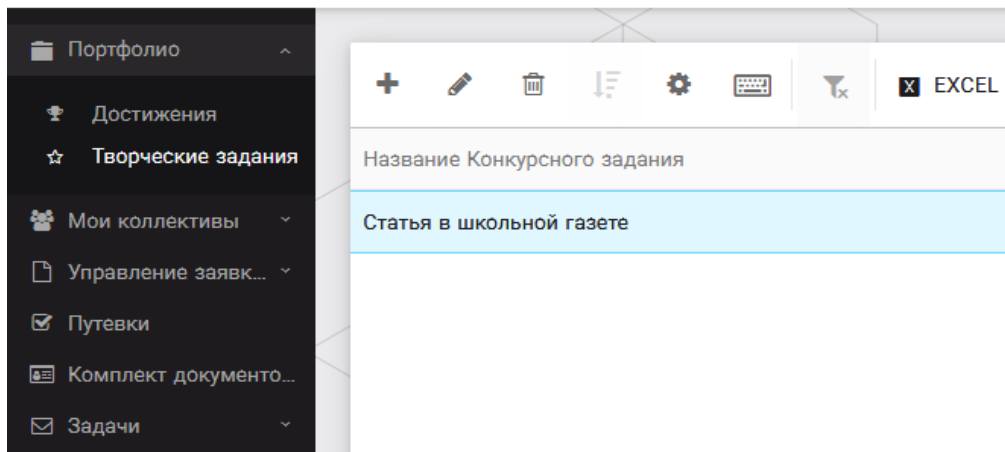 Портфолио
Достижения
Творческие задания
Мои коллективы
Управление заявк...
Путевки
Комплект документо...
Задачи
X EXCEL
Название Конкурсного задания
Статья в школьной газете